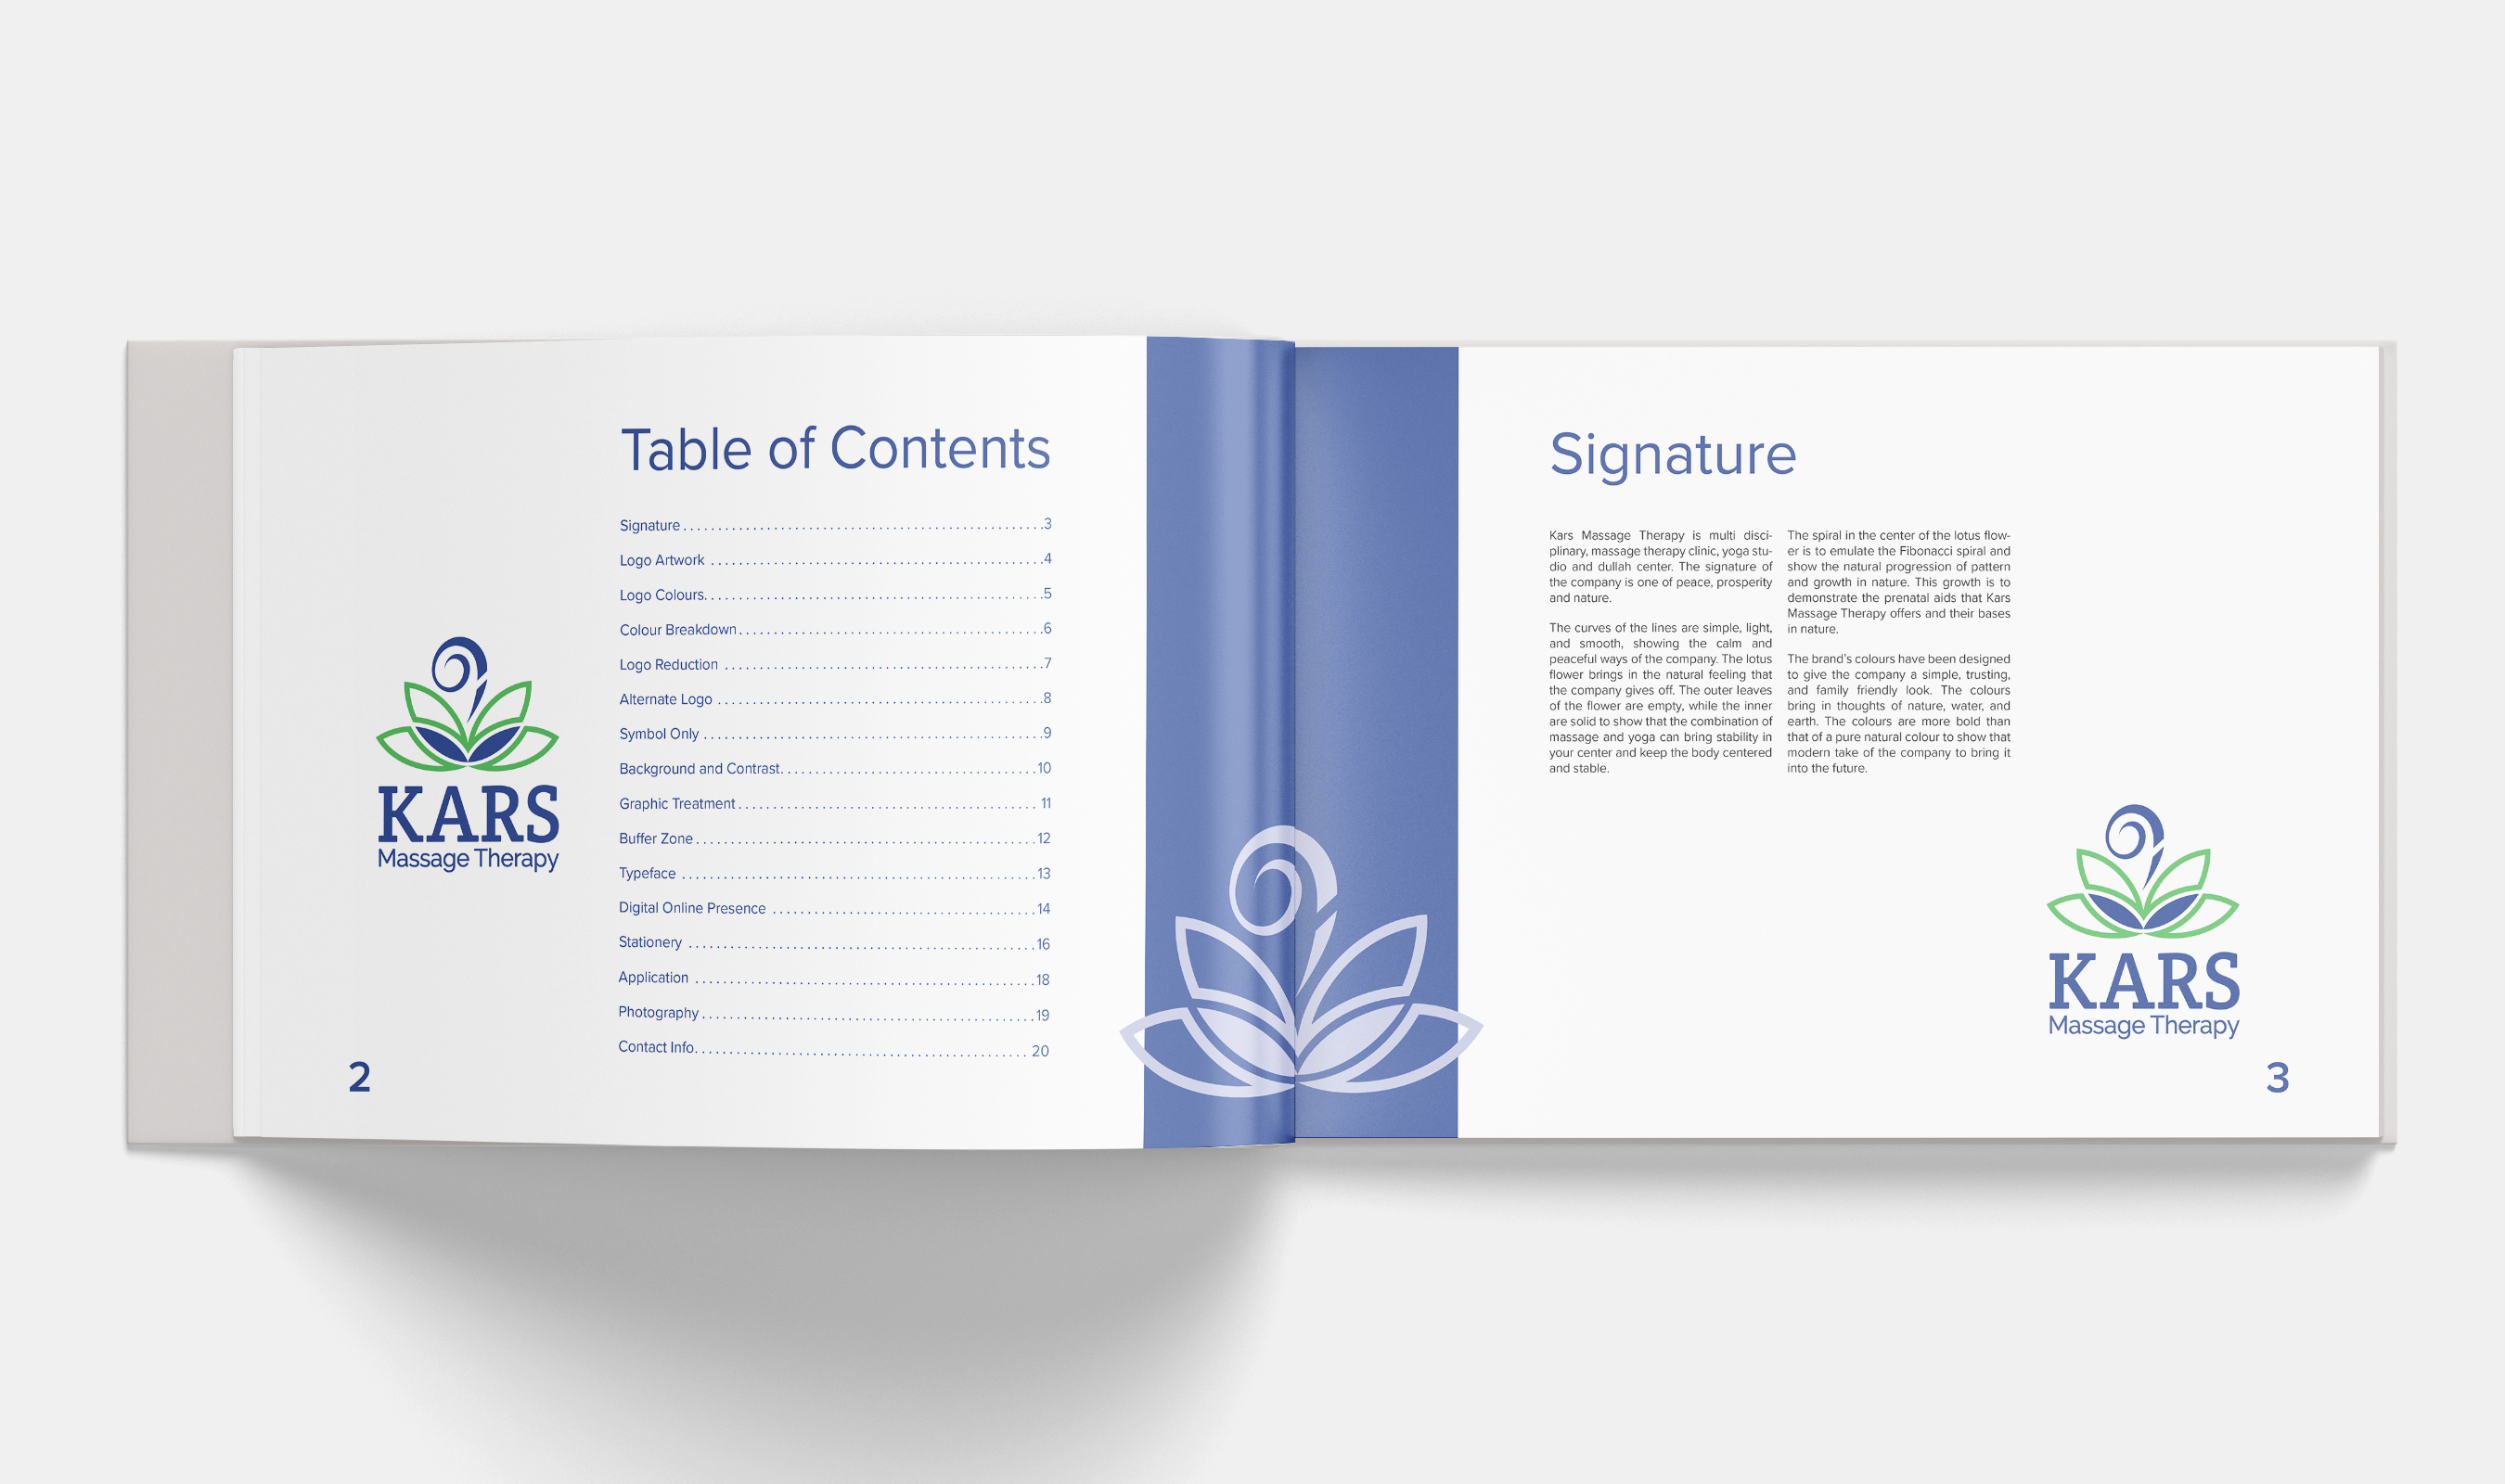 Table of Contents
Signature . . . . . . . . . . . . . . . . . . . . . . . . . . . . . . . . . . . . . . . . . . . . . . . . . . . .3
Logo Artwork . . . . . . . . . . . . . . . . . . . . . . . . . . . . . . . . . . . . . . . . . . . . . . . .4
Logo Colours. . . . . . . . . . . . . . . . . . . . . . . . . . . . . . . . . . . . . . . . . . . . . . . . .5
Colour Breakdown . . . . . . . . . . . . . . . . . . . . . . . . . . . . . . . . . . . . . . . . . . . .6
Logo Reduction . . . . . . . . . . . . . . . . . . . . . . . . . . . . . . . . . . . . . . . . . . . . . .7
Alternate Logo . . . . . . . . . . . . . . . . . . . . . . . . . . . . . . . . . . . . . . . . . . . . . . .8
Symbol Only . . . . . . . . . . . . . . . . . . . . . . . . . . . . . . . . . . . . . . . . . . . . . . . . .9
Background and Contrast. . . . . . . . . . . . . . . . . . . . . . . . . . . . . . . . . . . . .10
Graphic Treatment . . . . . . . . . . . . . . . . . . . . . . . . . . . . . . . . . . . . . . . . . . . 11
Buffer Zone . . . . . . . . . . . . . . . . . . . . . . . . . . . . . . . . . . . . . . . . . . . . . . . . .12
Typeface . . . . . . . . . . . . . . . . . . . . . . . . . . . . . . . . . . . . . . . . . . . . . . . . . . .13
Digital Online Presence . . . . . . . . . . . . . . . . . . . . . . . . . . . . . . . . . . . . . .14
Stationery . . . . . . . . . . . . . . . . . . . . . . . . . . . . . . . . . . . . . . . . . . . . . . . . . .16
Application . . . . . . . . . . . . . . . . . . . . . . . . . . . . . . . . . . . . . . . . . . . . . . . . .18
Photography . . . . . . . . . . . . . . . . . . . . . . . . . . . . . . . . . . . . . . . . . . . . . . . .19
Contact Info. . . . . . . . . . . . . . . . . . . . . . . . . . . . . . . . . . . . . . . . . . . . . . . . 20
KARS
Massage Therapy
2
Signature
Kars Massage Therapy is multi disci-
plinary, massage therapy clinic, yoga stu-
dio and dullah center. The signature of
the company is one of peace, prosperity
and nature.
The curves of the lines are simple, light,
and smooth, showing the calm and
peaceful ways of the company. The lotus
flower brings in the natural feeling that
the company gives off. The outer leaves
of the flower are empty, while the inner
are solid to show that the combination of
massage and yoga can bring stability in
your center and keep the body centered
and stable.
The spiral in the center of the lotus flow-
er is to emulate the Fibonacci spiral and
show the natural progression of pattern
and growth in nature. This growth is to
demonstrate the prenatal aids that Kars
Massage Therapy offers and their bases
in nature.
The brand's colours have been designed
to give the company a simple, trusting,
and family friendly look. The colours
bring in thoughts of nature, water, and
earth. The colours are more bold than
that of a pure natural colour to show that
modern take of the company to bring it
into the future.
KARS
Massage Therapy
3